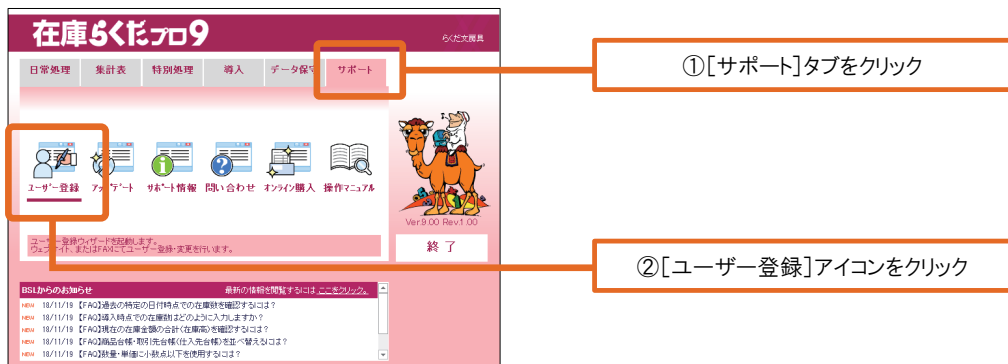 在庫らくだプロ9
らくだ文房具
日常処理 集計表 特別処理 導入 データ保守 サポート
①[サポート]タブをクリック
ユーザー登録 アップデート サポート情報 問い合わせ オンライン購入 操作マニュアル
Ver.9.00 Rev.1.00
ユーザー登録ウィザードを起動します。
ウェブサイト、またはFAXにてユーザー登録・変更を行います。
終了
②[ユーザー登録]アイコンをクリック
BSLからのお知らせ 最新の情報を閲覧するには ここをクリック。
NEW 18/11/19 【FAQ】過去の特定の日付時点での在庫数を確認するには？
NEW 18/11/19 【FAQ】導入時点での在庫数はどのように入力しますか？
NEW 18/11/19 【FAQ】現在の在庫金額の合計(在庫高)を確認するには？
NEW 18/11/19 【FAQ】商品台帳・取引先台帳(仕入先台帳)を並べ替えるには？
NEW 18/11/19 【FAQ】数量・単価に小数点以下を使用するには？